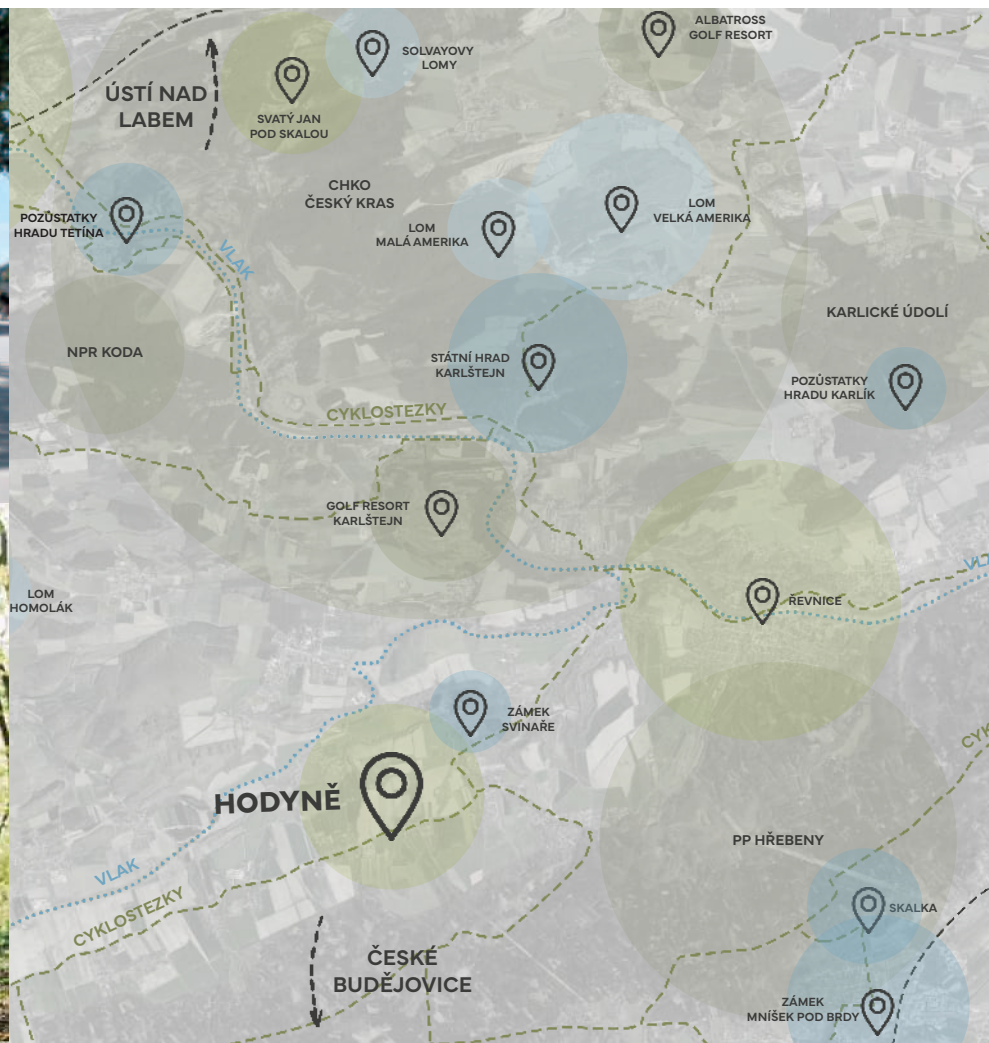 ALBATROSS
GOLF RESORT
SOLVAYOVY
LOMY
ÚSTÍ NAD
LABEM
SVATÝ JAN
POD SKALOU
CHKO
ČESKÝ KRAS
LOM
VELKÁ AMERIKA
POZŮSTATKY
HRADU TETÍNA
LOM
MALÁ AMERIKA
VLAK
KARLICKÉ ÚDOLÍ
NPR KODA
STÁTNÍ HRAD
KARLŠTEJN
POZŮSTATKY
HRADU KARLÍK
CYKLOSTEZKY
GOLF RESORT
KARLŠTEJN
LOM
HOMOLÁK
ŘEVNICE
ZÁMEK
SVINAŘE
HODYNĚ
PP HŘEBENY
VLAK
CYKLOSTEZKY
SKALKA
ČESKÉ
BUDĚJOVICE
ZÁMEK
MNÍŠEK POD BRDY